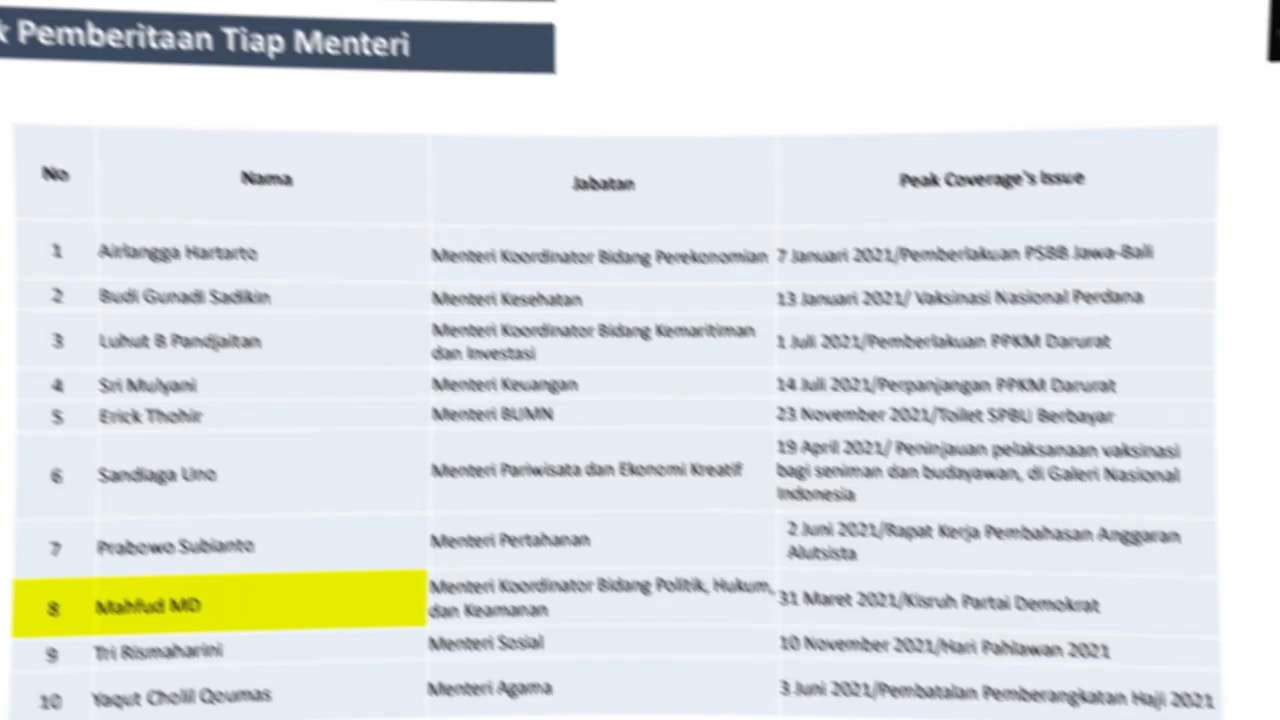 k Pemberitaan Tiap Menteri
No Nama Jabatan Peak Coverage's Issue
1 Airlangga Hartarto Menteri Koordinator Bidang Perekonomian 7 Januari 2021/Pemberlakuan PSBB Jawa-Bali
2 Budi Gunadi Sadikin Menteri Kesehatan 13 Januari 2021/ Vaksinasi Nasional Perdana
3 Luhut B Pandjaitan Menteri Koordinator Bidang Kemaritiman
dan Investasi
1 Juli 2021/Pemberlakuan PPKM Darurat
4 Sri Mulyani Menteri Keuangan 14 Juli 2021/Perpanjangan PPKM Darurat
5 Erick Thohir Menteri BUMN 23 November 2021/Toilet SPBU Berbayar
6 Sandiaga Uno Menteri Pariwisata dan Ekonomi Kreatif 19 April 2021/ Peninjauan pelaksanaan vaksinasi
bagi seniman dan budayawan, di Galeri Nasional
Indonesia
7 Prabowo Subianto Menteri Pertahanan 2 Juni 2021/Rapat Kerja Pembahasan Anggaran
Alutsista
8 Mahfud MD Menteri Koordinator Bidang Politik, Hukum,
dan Keamanan
31 Maret 2021/Kisruh Partai Demokrat
9 Tri Rismaharini Menteri Sosial 10 November 2021/Hari Pahlawan 2021
10 Yaqut Cholil Qoumas Menteri Agama 3 Juni 2021/Pembatalan Pemberangkatan Haji 2021